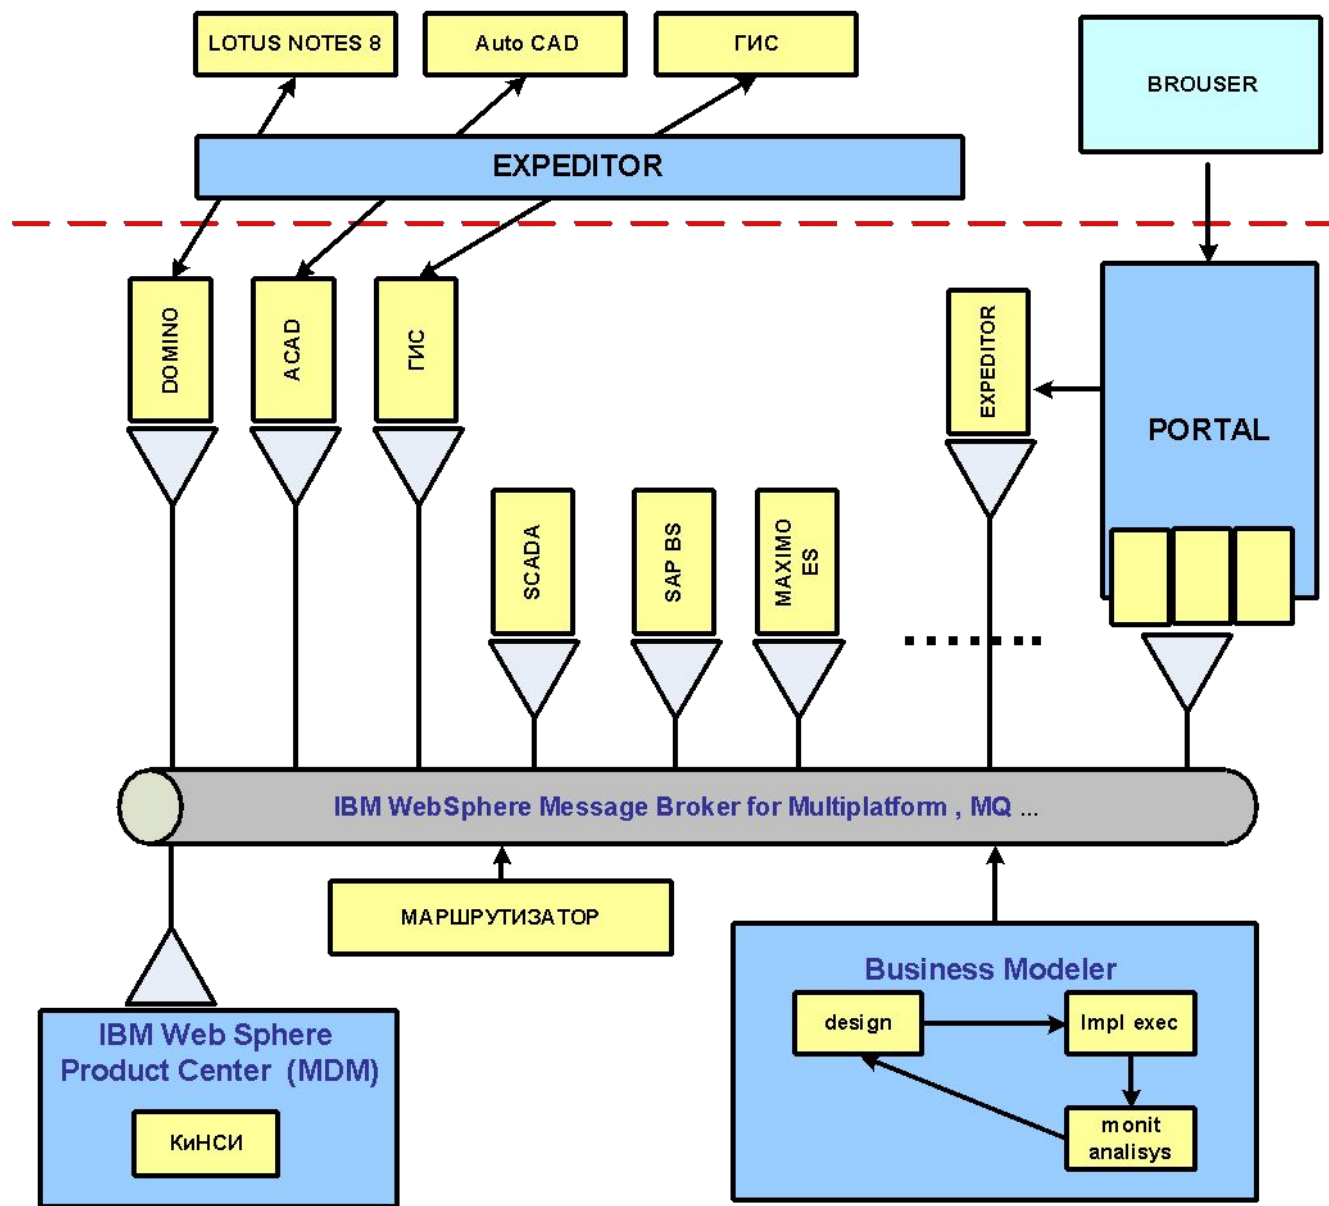 LOTUS NOTES 8
Auto CAD
ГИС
BROUSER
EXPEDITOR
DOMINO
ACAD
ГИС
EXPEDITOR
PORTAL
SCADA
SAP BS
MAXIMO
ES
IBM WebSphere Message Broker for Multiplatform , MQ ...
МАРШРУТИЗАТОР
Business Modeler
design
Impl exec
monit
analisys
IBM Web Sphere
Product Center (MDM)
КиНСИ